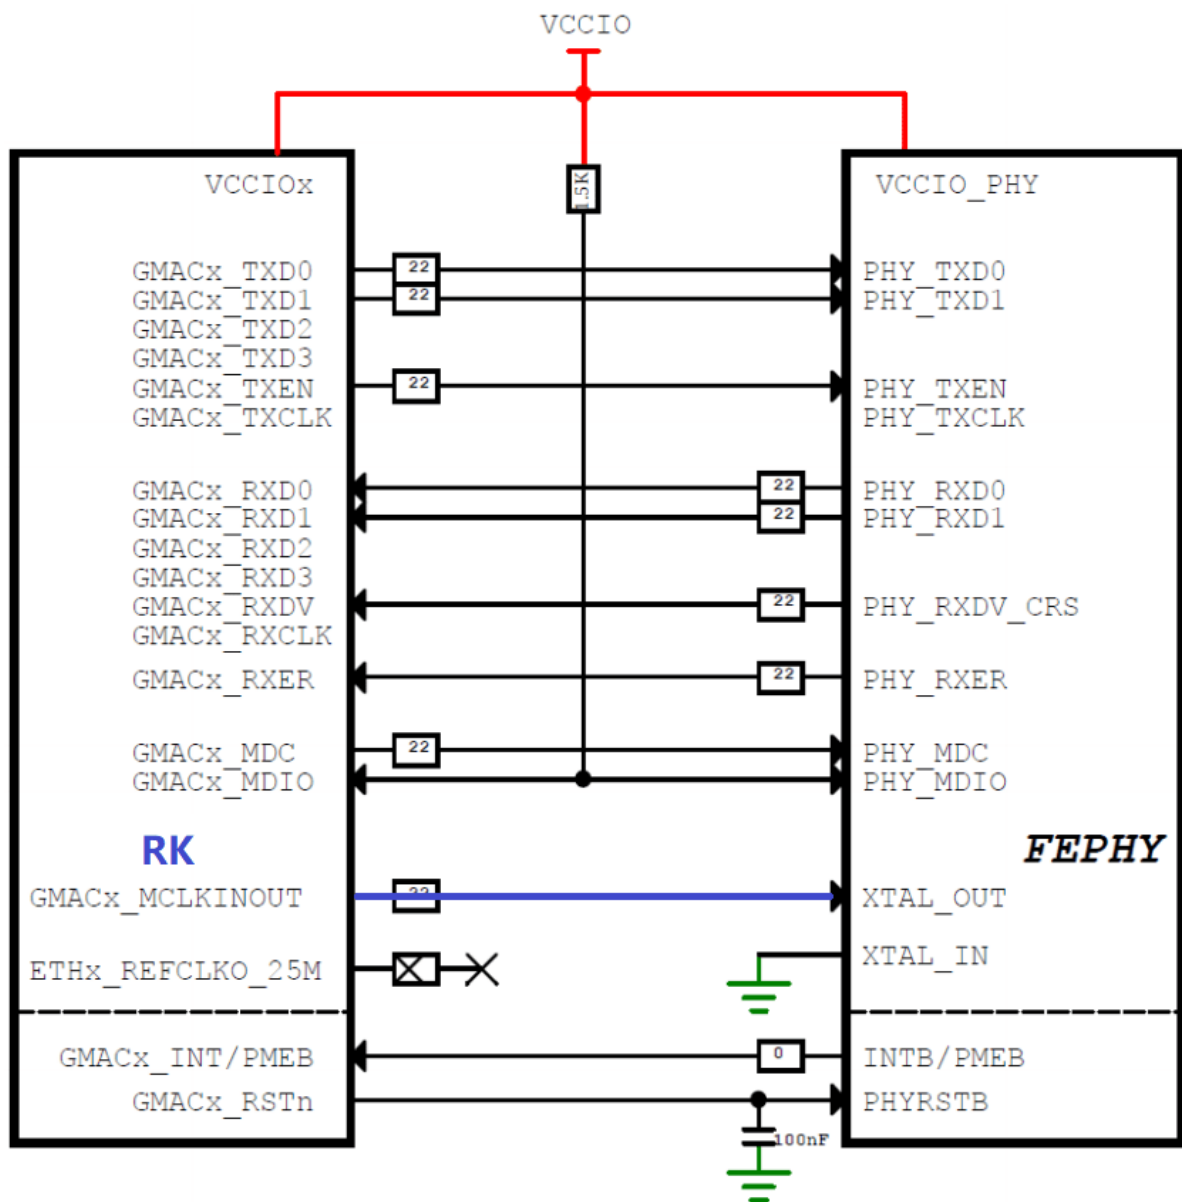 VCCIO
VCCIOx
1.5K
VCCIO_PHY
GMACx_TXD0
22
PHY_TXD0
GMACx_TXD1
22
PHY_TXD1
GMACx_TXD2
GMACx_TXD3
GMACx_TXEN
22
PHY_TXEN
GMACx_TXCLK
PHY_TXCLK
GMACx_RXD0
22
PHY_RXD0
GMACx_RXD1
22
PHY_RXD1
GMACx_RXD2
GMACx_RXD3
GMACx_RXDV
22
PHY_RXDV_CRS
GMACx_RXCLK
GMACx_RXER
22
PHY_RXER
GMACx_MDC
22
PHY_MDC
GMACx_MDIO
PHY_MDIO
RK
FEPHY
GMACx_MCLKINOUT
22
XTAL_OUT
ETHx_REFCLKO_25M
XTAL_IN
GMACx_INT/PMEB
0
INTB/PMEB
GMACx_RSTn
PHYRSTB
100nF